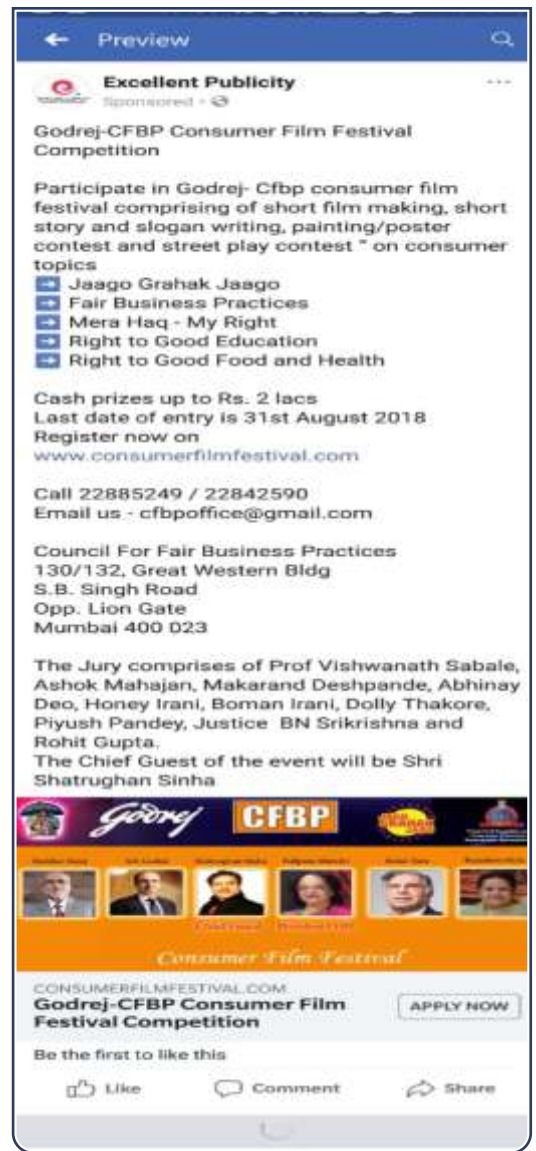 Preview
Excellent Publicity
Sponsored
Godrej-CFBP Consumer Film Festival
Competition
Participate in Godrej- Cfbp consumer film
festival comprising of short film making, short
story and slogan writing, painting/poster
contest and street play contest " on consumer
topics
Jaago Grahak Jaago
Fair Business Practices
Mera Haq - My Right
Right to Good Education
Right to Good Food and Health
Cash prizes up to Rs. 2 lacs
Last date of entry is 31st August 2018
Register now on
www.consumerfilmfestival.com
Call 22885249 / 22842590
Email us - cfbpoffice@gmail.com
Council For Fair Business Practices
130/132, Great Western Bldg
S.B. Singh Road
Opp. Lion Gate
Mumbai 400 023
The Jury comprises of Prof Vishwanath Sabale,
Ashok Mahajan, Makarand Deshpande, Abhinay
Deo, Honey Irani, Boman Irani, Dolly Thakore,
Piyush Pandey, Justice BN Srikrishna and
Rohit Gupta.
The Chief Guest of the event will be Shri
Shatrughan Sinha
Godrej CFBP
Consumer Film Festival
CONSUMERFILMFESTIVAL.COM
Godrej-CFBP Consumer Film
Festival Competition
APPLY NOW
Be the first to like this
Like Comment Share